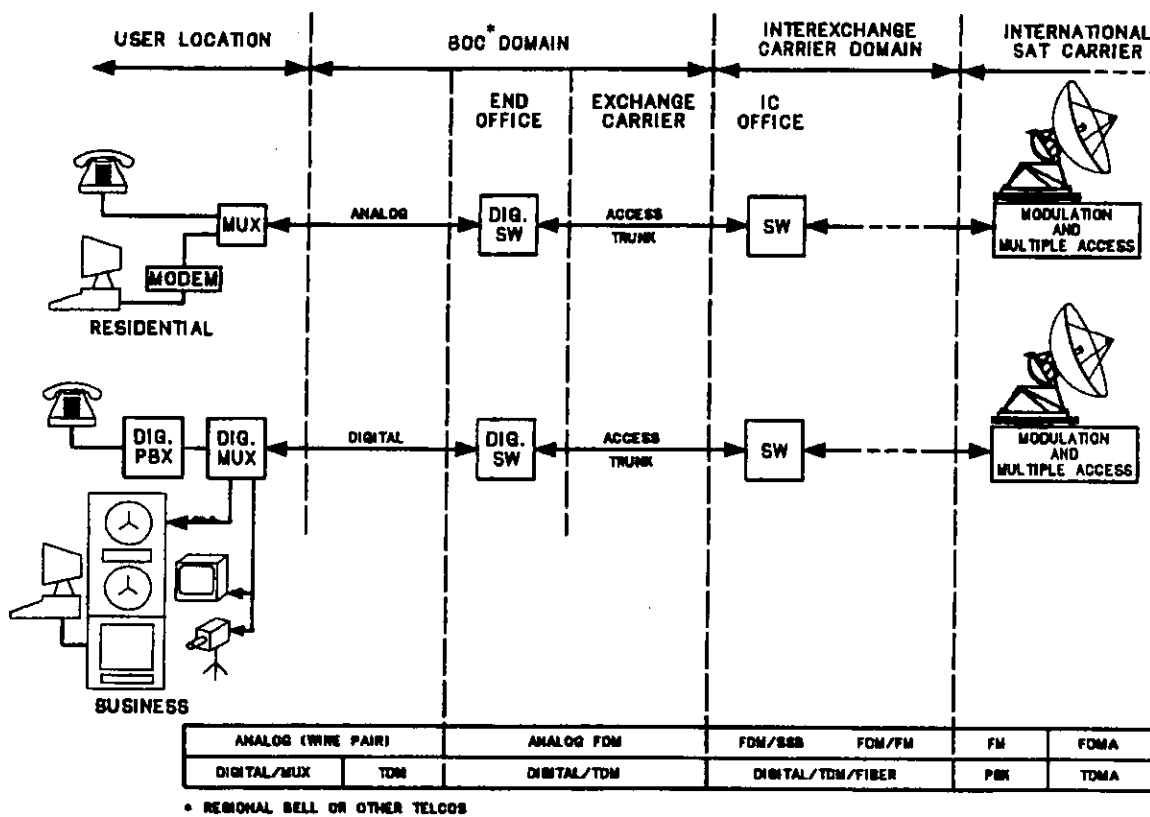 USER LOCATION
BOC* DOMAIN
INTEREXCHANGE
CARRIER DOMAIN
INTERNATIONAL
SAT CARRIER
END
OFFICE
EXCHANGE
CARRIER
IC
OFFICE
MUX
ANALOG
DIG.
SW
ACCESS
TRUNK
SW
MODULATION
AND
MULTIPLE ACCESS
MODEM
RESIDENTIAL
DIG.
PBX
DIG.
MUX
DIGITAL
DIG.
SW
ACCESS
TRUNK
SW
MODULATION
AND
MULTIPLE ACCESS
BUSINESS
ANALOG (WIRE PAIR) ANALOG FDM FDM/SSB FDM/FM FM FDMA
DIGITAL/MUX TDM DIGITAL/TDM DIGITAL/TDM/FIBER PSK TDMA
* REGIONAL BELL OR OTHER TELCOS